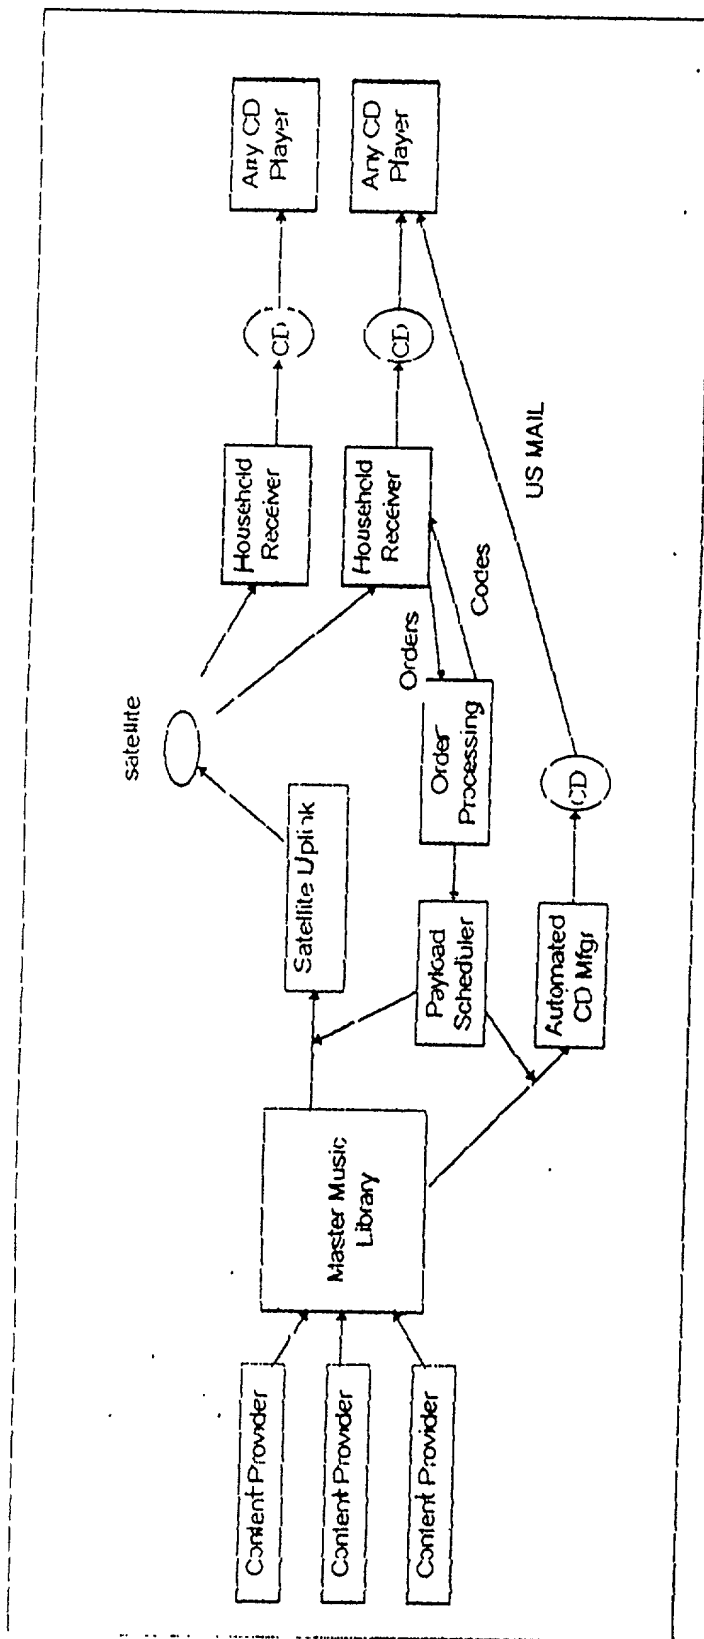 Content Provider
Content Provider
Content Provider
Master Music
Library
Satellite Uplink
satellite
Payload
Scheduler
Automated
CD Mfgr
Order
Processing
CD
Orders
Codes
Household
Receiver
Household
Receiver
US MAIL
CD
CD
Any CD
Player
Any CD
Player